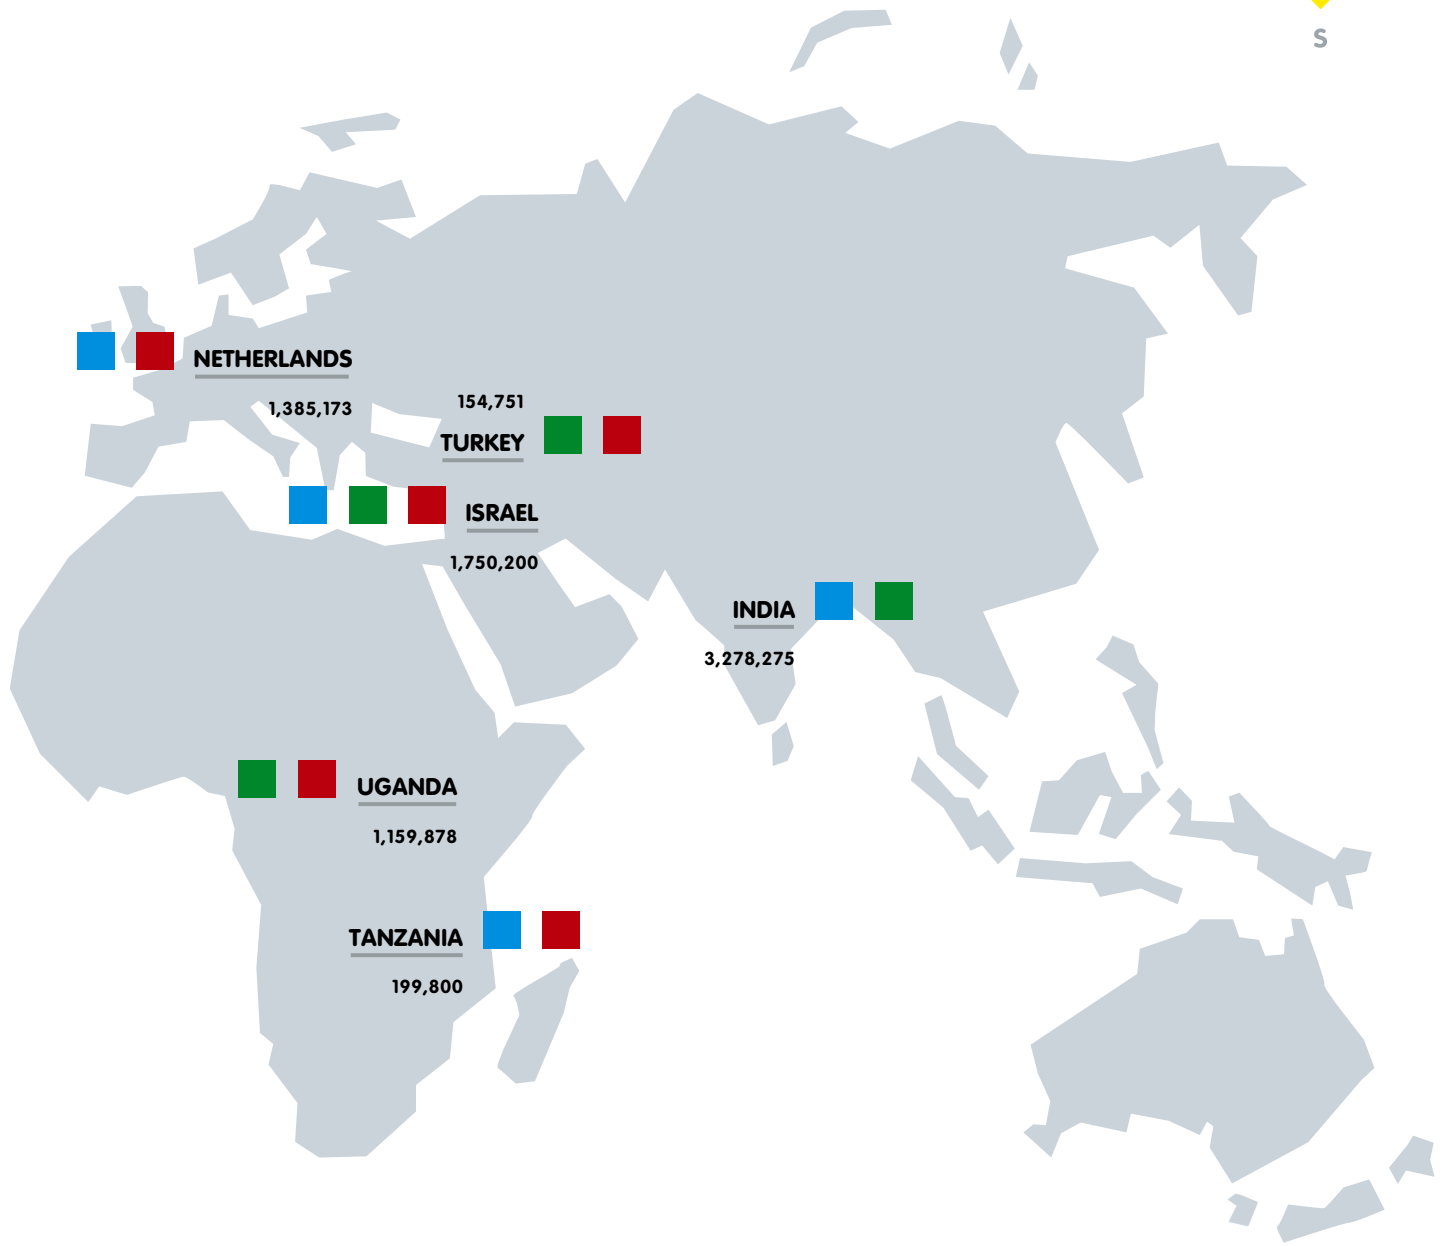 S
NETHERLANDS
1,385,173
154,751
TURKEY
ISRAEL
1,750,200
INDIA
3,278,275
UGANDA
1,159,878
TANZANIA
199,800